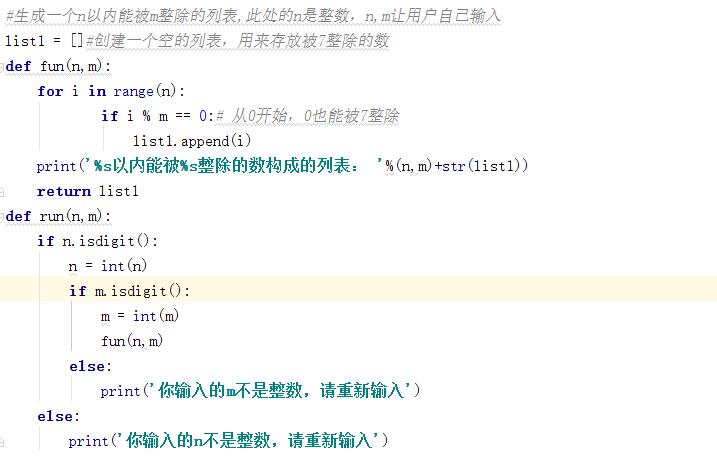 #生成一个n以内能被m整除的列表,此处的n是整数，n,m让用户自己输入
list1 = []#创建一个空的列表，用来存放被7整除的数
def fun(n,m):
    for i in range(n):
            if i % m == 0:# 从0开始，0也能被7整除
                list1.append(i)
    print('%s以内能被%s整除的数构成的列表： '%(n,m)+str(list1))
    return list1
def run(n,m):
    if n.isdigit():
        n = int(n)
        if m.isdigit():
            m = int(m)
            fun(n,m)
        else:
            print('你输入的m不是整数，请重新输入')
    else:
        print('你输入的n不是整数，请重新输入')